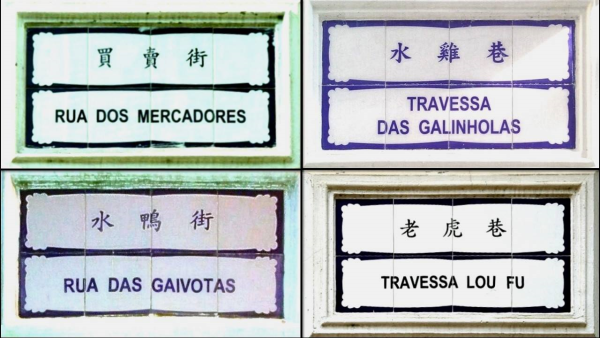 買賣街
RUA DOS MERCADORES
水雞巷
TRAVESSA
DAS GALINHOLAS
水鴨街
RUA DAS GAIVOTAS
老虎巷
TRAVESSA LOU FU